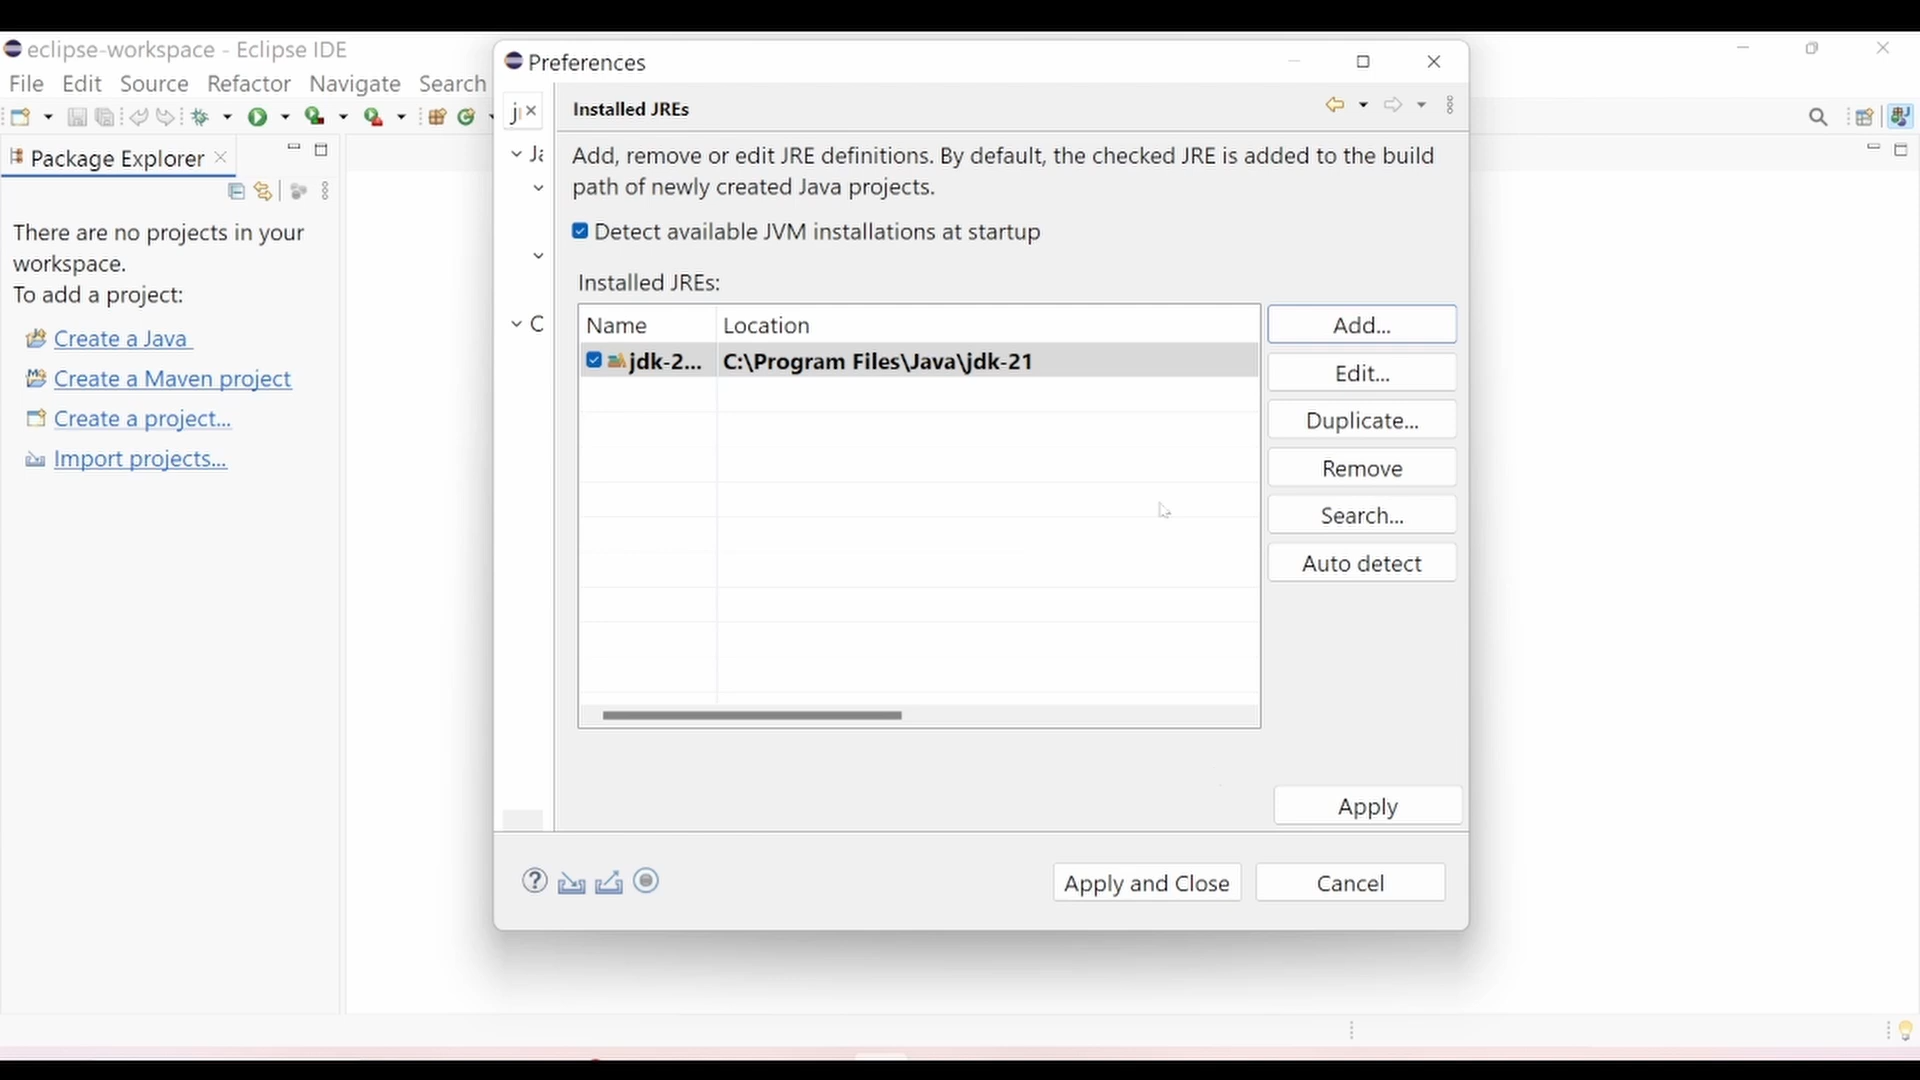 eclipse-workspace - Eclipse IDE
File Edit Source Refactor Navigate Search
Package Explorer
There are no projects in your
workspace.
To add a project:
Create a Java
Create a Maven project
Create a project...
Import projects...
Preferences
Installed JREs
Add, remove or edit JRE definitions. By default, the checked JRE is added to the build
path of newly created Java projects.
Detect available JVM installations at startup
Installed JREs:
Name Location
jdk-2... C:\Program Files\Java\jdk-21
Add...
Edit...
Duplicate...
Remove
Search...
Auto detect
Apply
Apply and Close Cancel